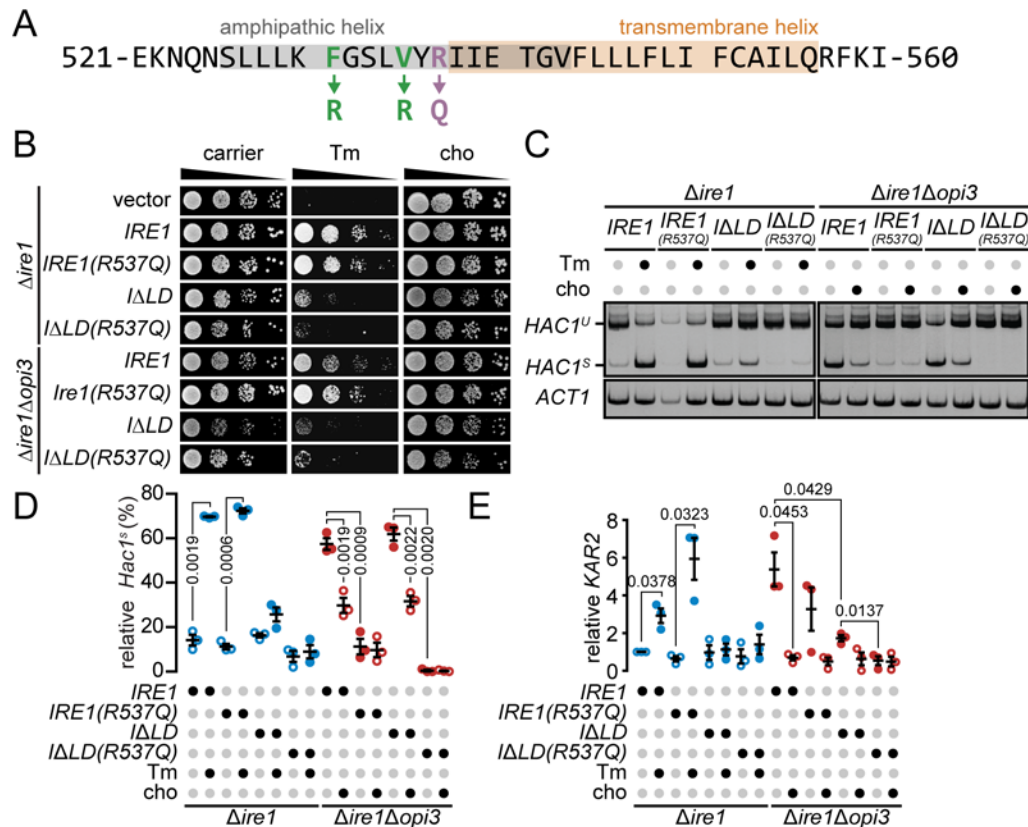 A
amphipathic helix transmembrane helix
521-EKNQNSLLLK FGSLVYRIIE TGVFLLLFLI FCAILQRFKI-560
R R Q
B
carrier Tm cho
Δire1
vector
IRE1
IRE1(R537Q)
IΔLD
IΔLD(R537Q)
Δire1Δopi3
IRE1
Ire1(R537Q)
IΔLD
IΔLD(R537Q)
C
Δire1 Δire1Δopi3
IRE1 IRE1(R537Q) IΔLD IΔLD(R537Q) IRE1 IRE1(R537Q) IΔLD IΔLD(R537Q)
Tm
cho
HAC1ᵁ
HAC1ˢ
ACT1
D
relative Hac1ˢ (%)
80
60
40
20
0
0.0019
0.0006
0.0019
0.0009
0.0022
0.0020
IRE1
IRE1(R537Q)
IΔLD
IΔLD(R537Q)
Tm
cho
Δire1 Δire1Δopi3
E
relative KAR2
8
6
4
2
0
0.0378
0.0323
0.0429
0.0453
0.0137
IRE1
IRE1(R537Q)
IΔLD
IΔLD(R537Q)
Tm
cho
Δire1 Δire1Δopi3